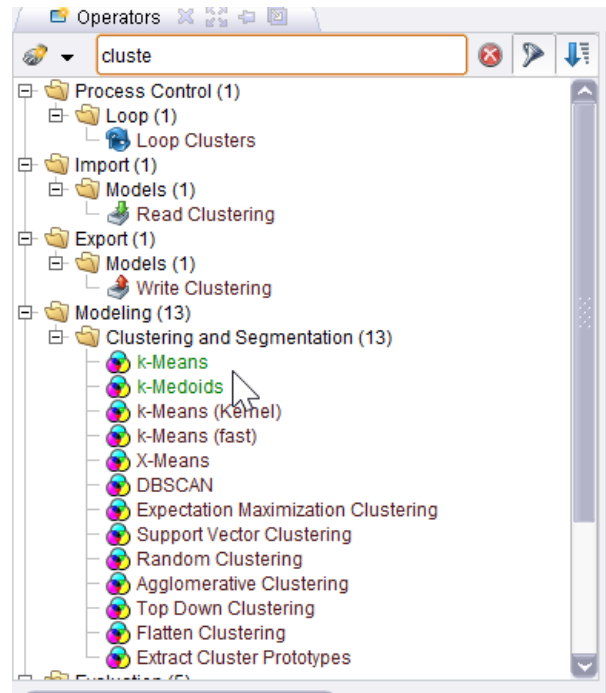 Operators
cluste
Process Control (1)
Loop (1)
Loop Clusters
Import (1)
Models (1)
Read Clustering
Export (1)
Models (1)
Write Clustering
Modeling (13)
Clustering and Segmentation (13)
k-Means
k-Medoids
k-Means (Kernel)
k-Means (fast)
X-Means
DBSCAN
Expectation Maximization Clustering
Support Vector Clustering
Random Clustering
Agglomerative Clustering
Top Down Clustering
Flatten Clustering
Extract Cluster Prototypes
Evaluation (5)